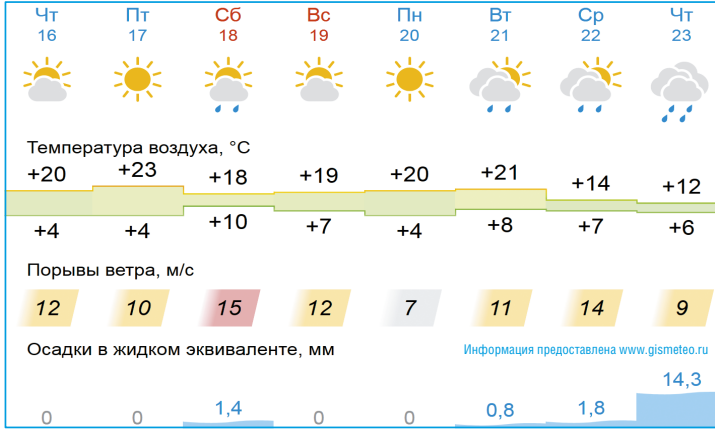 Чт Пт Сб Вс Пн Вт Ср Чт
16 17 18 19 20 21 22 23
Температура воздуха, °C
+20 +23 +18 +19 +20 +21 +14 +12
+4 +4 +10 +7 +4 +8 +7 +6
Порывы ветра, м/с
12 10 15 12 7 11 14 9
Осадки в жидком эквиваленте, мм Информация предоставлена www.gismeteo.ru
0 0 1,4 0 0 0,8 1,8 14,3